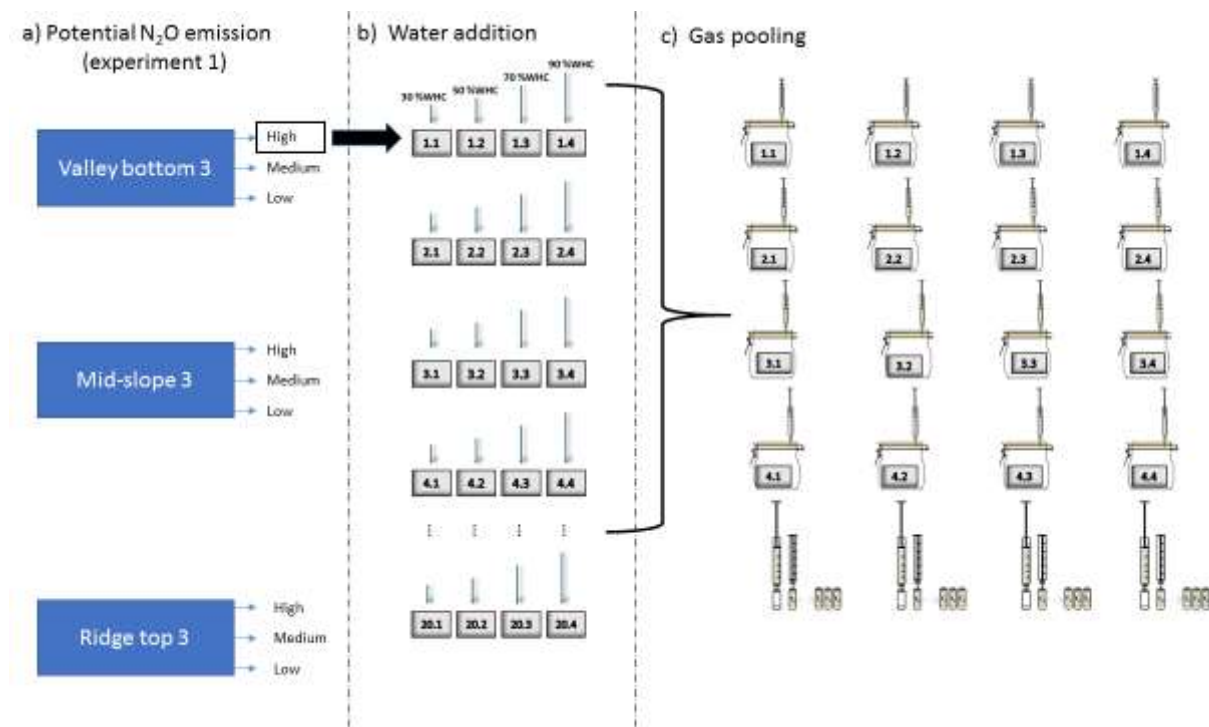 a) Potential N₂O emission
(experiment 1)
Valley bottom 3
High
Medium
Low
Mid-slope 3
High
Medium
Low
Ridge top 3
High
Medium
Low
b) Water addition
30 %WHC 50 %WHC 70 %WHC 90 %WHC
1.1 1.2 1.3 1.4
2.1 2.2 2.3 2.4
3.1 3.2 3.3 3.4
4.1 4.2 4.3 4.4
20.1 20.2 20.3 20.4
c) Gas pooling
1.1 1.2 1.3 1.4
2.1 2.2 2.3 2.4
3.1 3.2 3.3 3.4
4.1 4.2 4.3 4.4